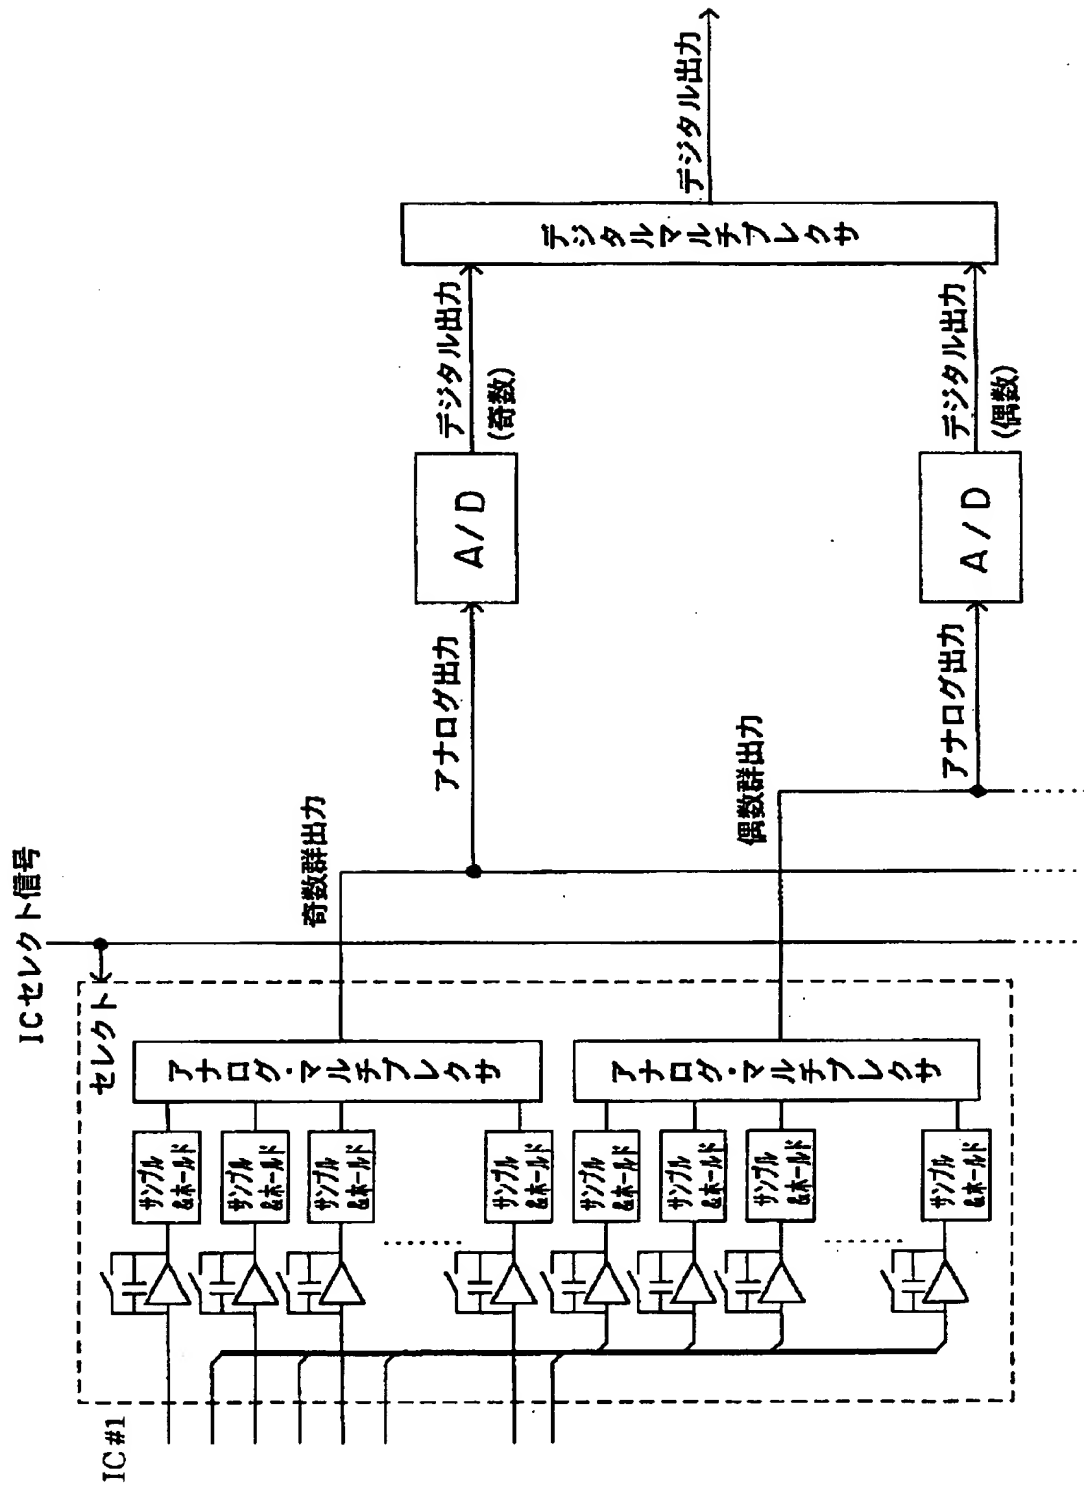 IC#1
ICセレクト信号
セレクト
アナログ・マルチプレクサ
アナログ・マルチプレクサ
サンプル
&ホールド
サンプル
&ホールド
サンプル
&ホールド
サンプル
&ホールド
サンプル
&ホールド
サンプル
&ホールド
サンプル
&ホールド
サンプル
&ホールド
奇数群出力
偶数群出力
アナログ出力
アナログ出力
A/D
A/D
デジタル出力
(奇数)
デジタル出力
(偶数)
デジタルマルチプレクサ
デジタル出力